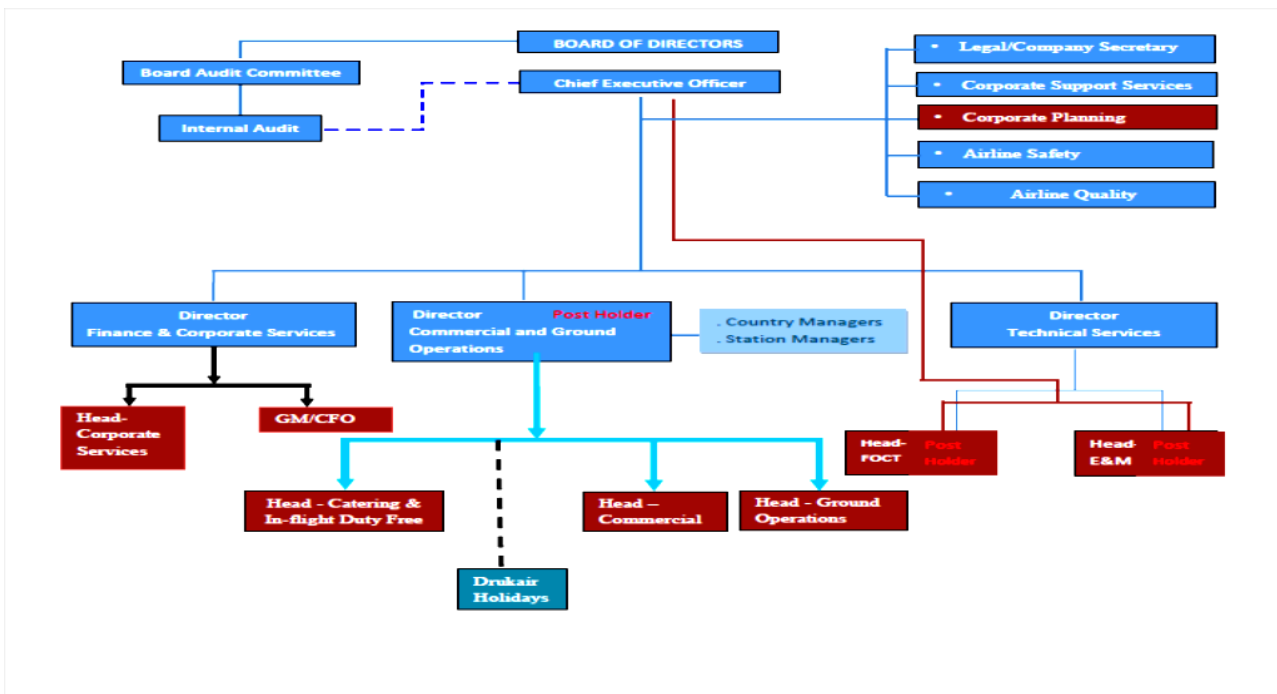 BOARD OF DIRECTORS
Board Audit Committee
Chief Executive Officer
Internal Audit
• Legal/Company Secretary
• Corporate Support Services
• Corporate Planning
• Airline Safety
• Airline Quality
Director
Finance & Corporate Services
Director Post Holder
Commercial and Ground
Operations
. Country Managers
. Station Managers
Director
Technical Services
Head-
Corporate
Services
GM/CFO
Head-
FOCT
Post
Holder
Head-
E&M
Post
Holder
Head - Catering &
In-flight Duty Free
Head –
Commercial
Head - Ground
Operations
Drukair
Holidays